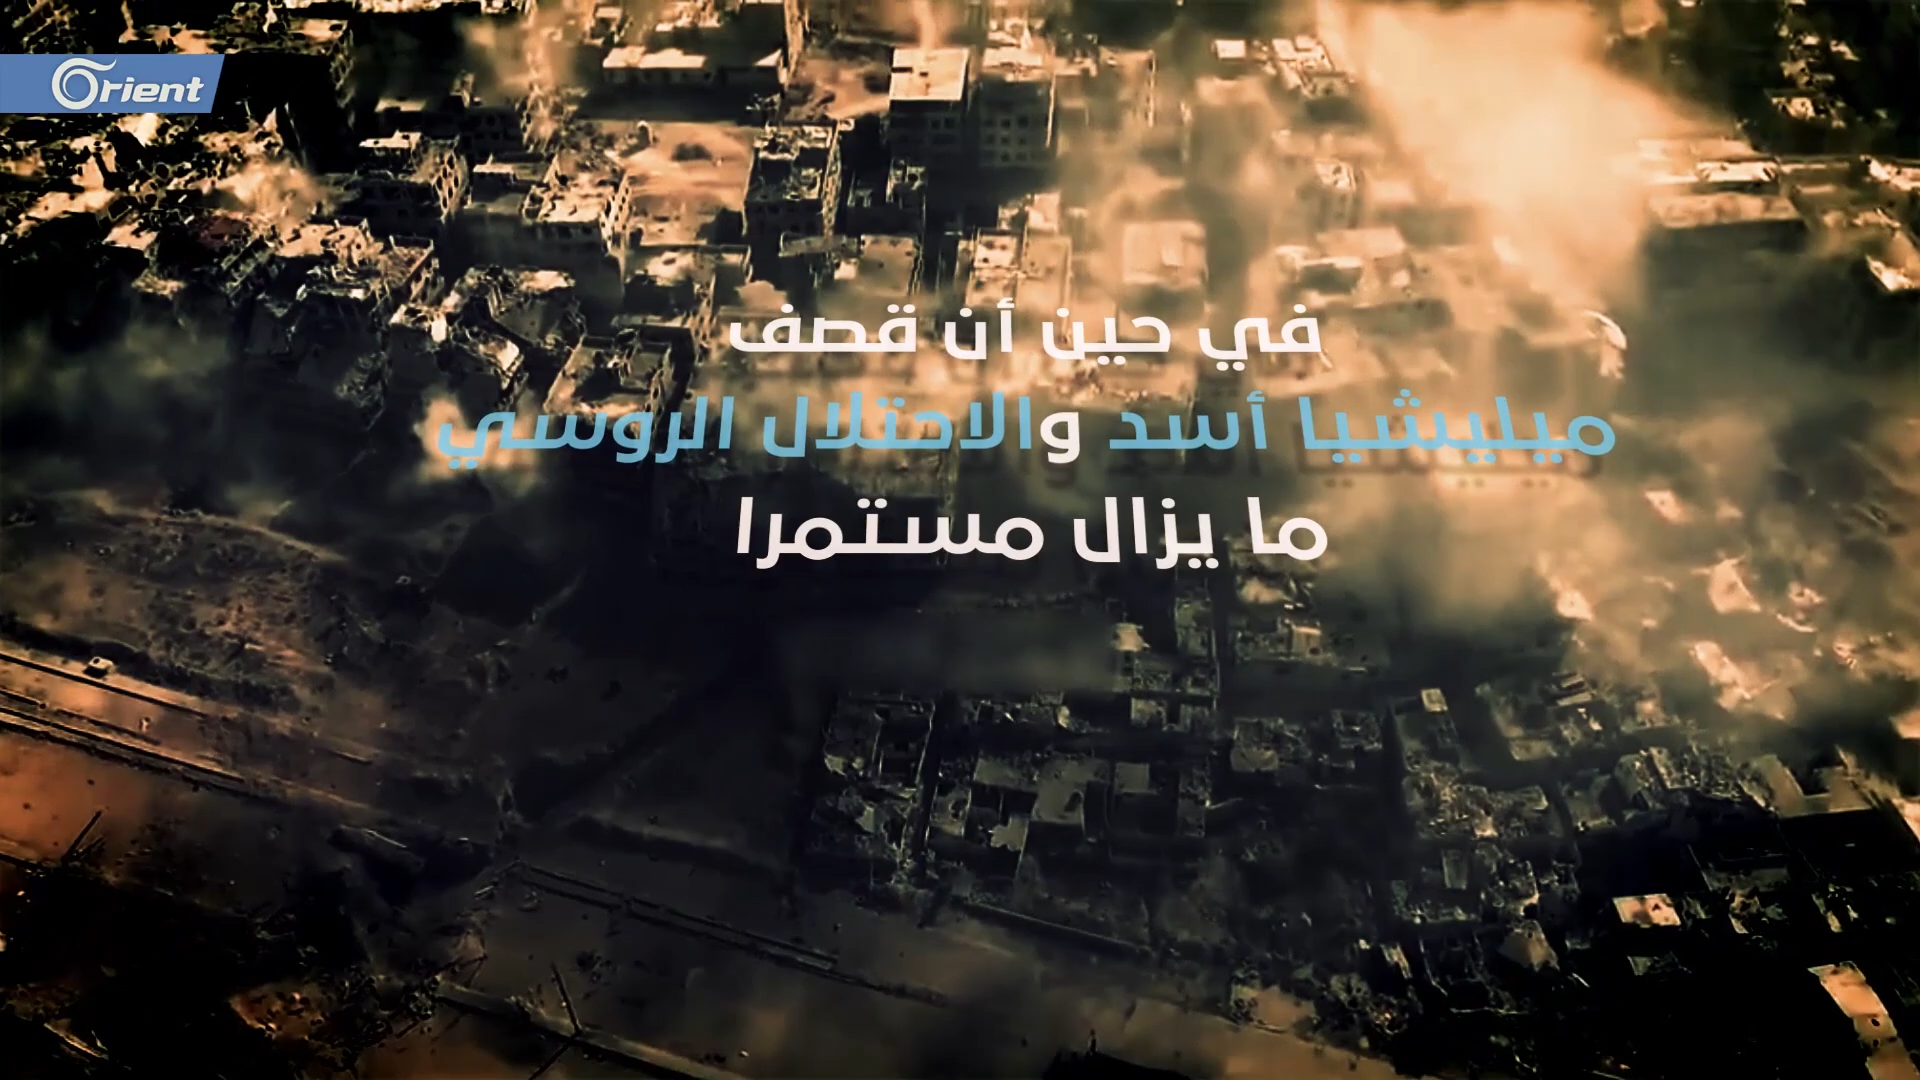 Orient
في حين أن قصف
ميليشيا أسد والاحتلال الروسي
ما يزال مستمرا